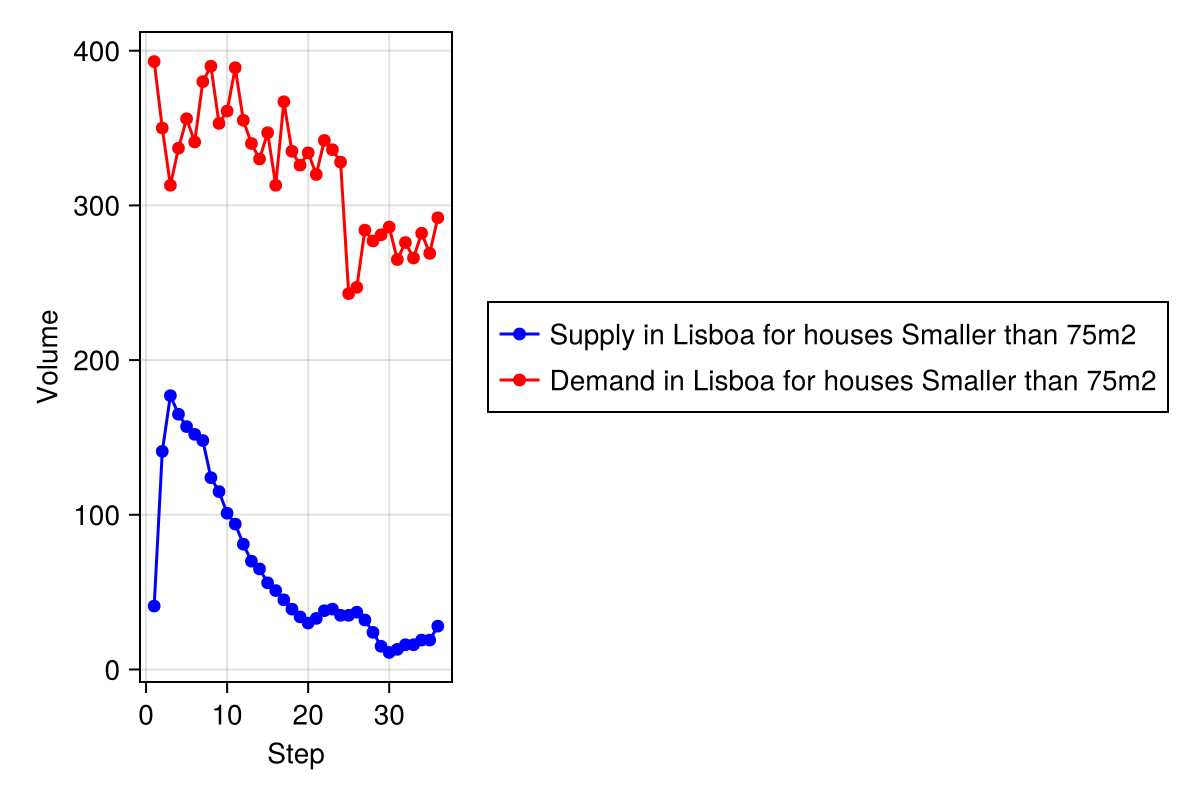 400
300
200
100
0
Volume
0 10 20 30
Step
Supply in Lisboa for houses Smaller than 75m2
Demand in Lisboa for houses Smaller than 75m2